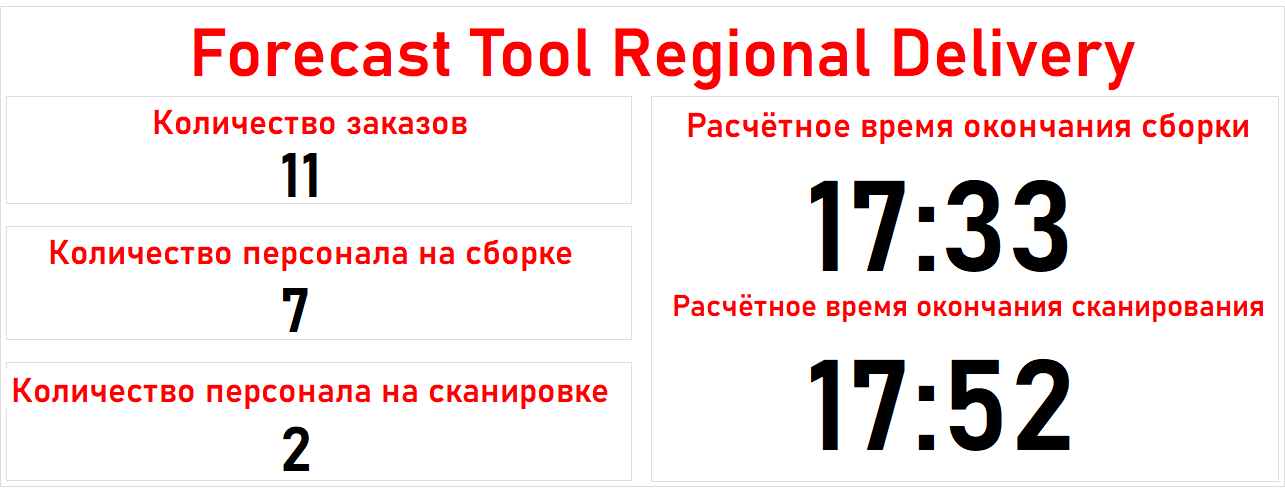 Forecast Tool Regional Delivery
Количество заказов
11
Количество персонала на сборке
7
Количество персонала на сканировке
2
Расчётное время окончания сборки
17:33
Расчётное время окончания сканирования
17:52